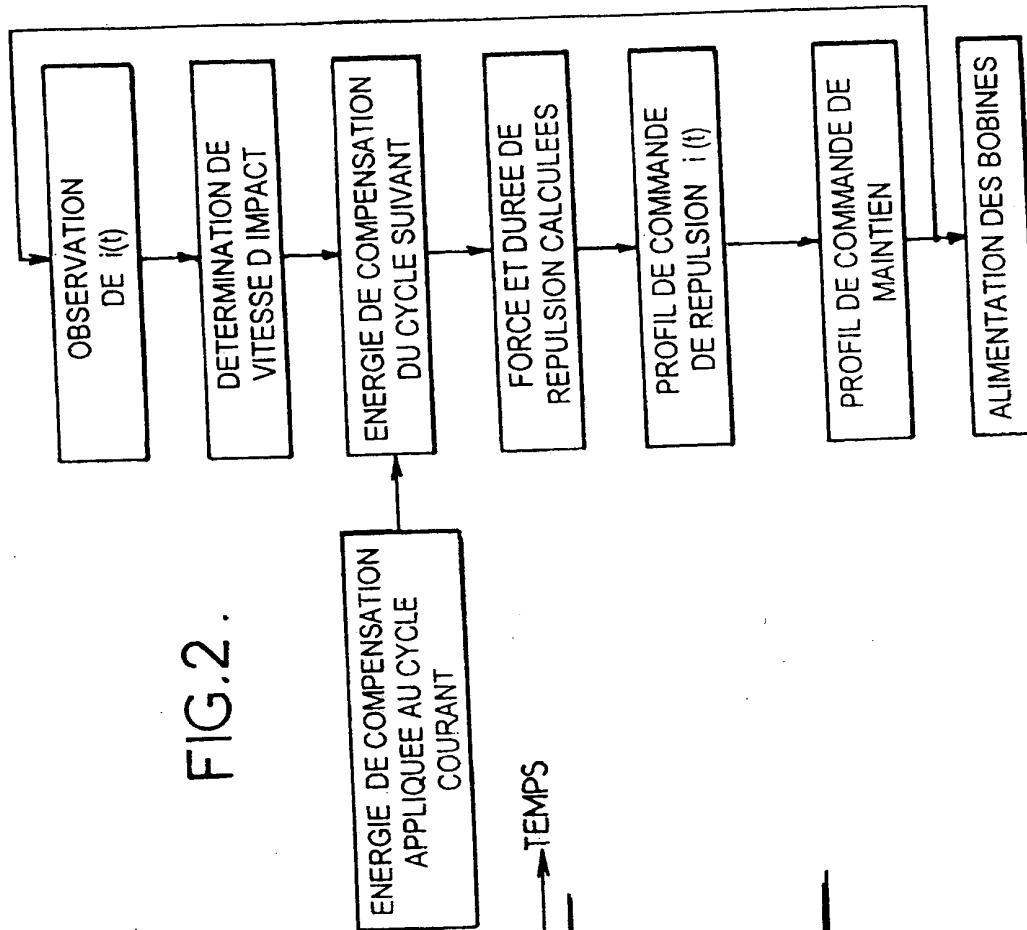 FIG.2.
OBSERVATION
DE i(t)
DETERMINATION DE
VITESSE D IMPACT
ENERGIE DE COMPENSATION
DU CYCLE SUIVANT
ENERGIE DE COMPENSATION
APPLIQUEE AU CYCLE
COURANT
FORCE ET DUREE DE
REPULSION CALCULEES
PROFIL DE COMMANDE
DE REPULSION i (t)
PROFIL DE COMMANDE DE
MAINTIEN
ALIMENTATION DES BOBINES
TEMPS